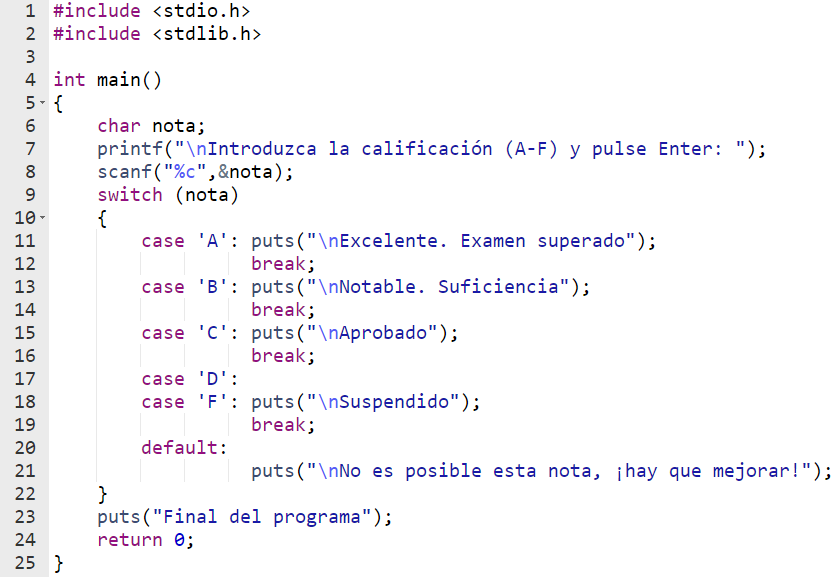 1 #include <stdio.h>
2 #include <stdlib.h>
3
4 int main()
5 {
6     char nota;
7     printf("\nIntroduzca la calificación (A-F) y pulse Enter: ");
8     scanf("%c",&nota);
9     switch (nota)
10     {
11         case 'A': puts("\nExcelente. Examen superado");
12                   break;
13         case 'B': puts("\nNotable. Suficiencia");
14                   break;
15         case 'C': puts("\nAprobado");
16                   break;
17         case 'D':
18         case 'F': puts("\nSuspendido");
19                   break;
20         default:
21                   puts("\nNo es posible esta nota, ¡hay que mejorar!");
22     }
23     puts("Final del programa");
24     return 0;
25 }